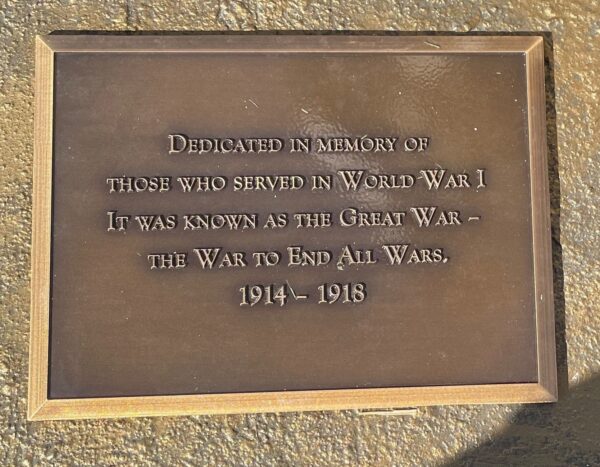 Dedicated in memory of
those who served in World War I
It was known as the Great War –
the War to End All Wars,
1914 – 1918